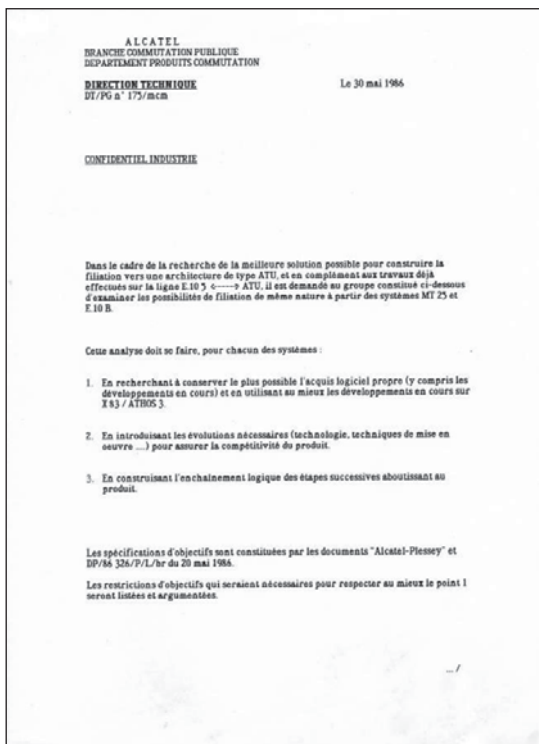 ALCATEL
BRANCHE COMMUTATION PUBLIQUE
DEPARTEMENT PRODUITS COMMUTATION
DIRECTION TECHNIQUE Le 30 mai 1986
DT/PG n° 175/mcm
CONFIDENTIEL INDUSTRIE
Dans le cadre de la recherche de la meilleure solution possible pour construire la
filiation vers une architecture de type ATU, et en complément aux travaux déjà
effectués sur la ligne E.10 5 <-----> ATU, il est demandé au groupe constitué ci-dessous
d'examiner les possibilités de filiation de même nature à partir des systèmes MT 25 et
E.10 B.
Cette analyse doit se faire, pour chacun des systèmes :
1. En recherchant à conserver le plus possible l'acquis logiciel propre (y compris les
développements en cours) et en utilisant au mieux les développements en cours sur
X 83 / ATHOS 3.
2. En introduisant les évolutions nécessaires (technologie, techniques de mise en
oeuvre ....) pour assurer la compétitivité du produit.
3. En construisant l'enchaînement logique des étapes successives aboutissant au
produit.
Les spécifications d'objectifs sont constituées par les documents "Alcatel-Plessey" et
DP/86 326/P/L/hr du 20 mai 1986.
Les restrictions d'objectifs qui seraient nécessaires pour respecter au mieux le point 1
seront listées et argumentées.
.../